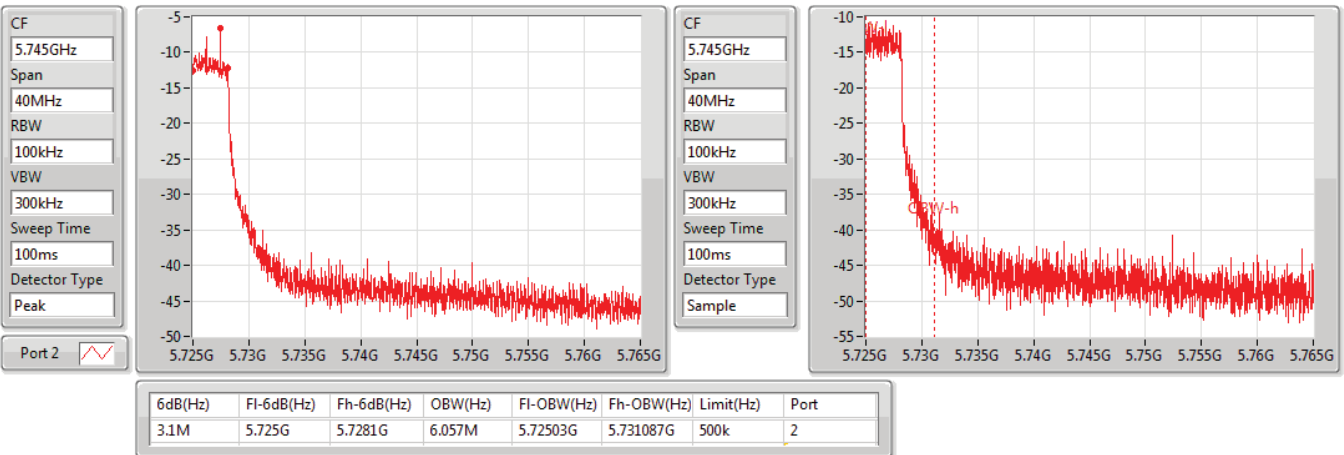 CF
5.745GHz
Span
40MHz
RBW
100kHz
VBW
300kHz
Sweep Time
100ms
Detector Type
Peak
Port 2
-5
-10
-15
-20
-25
-30
-35
-40
-45
-50
5.725G 5.73G 5.735G 5.74G 5.745G 5.75G 5.755G 5.76G 5.765G
CF
5.745GHz
Span
40MHz
RBW
100kHz
VBW
300kHz
Sweep Time
100ms
Detector Type
Sample
-10
-15
-20
-25
-30
-35
-40
-45
-50
-55
OBW-h
5.725G 5.73G 5.735G 5.74G 5.745G 5.75G 5.755G 5.76G 5.765G
6dB(Hz) Fl-6dB(Hz) Fh-6dB(Hz) OBW(Hz) Fl-OBW(Hz) Fh-OBW(Hz) Limit(Hz) Port
3.1M 5.725G 5.7281G 6.057M 5.72503G 5.731087G 500k 2